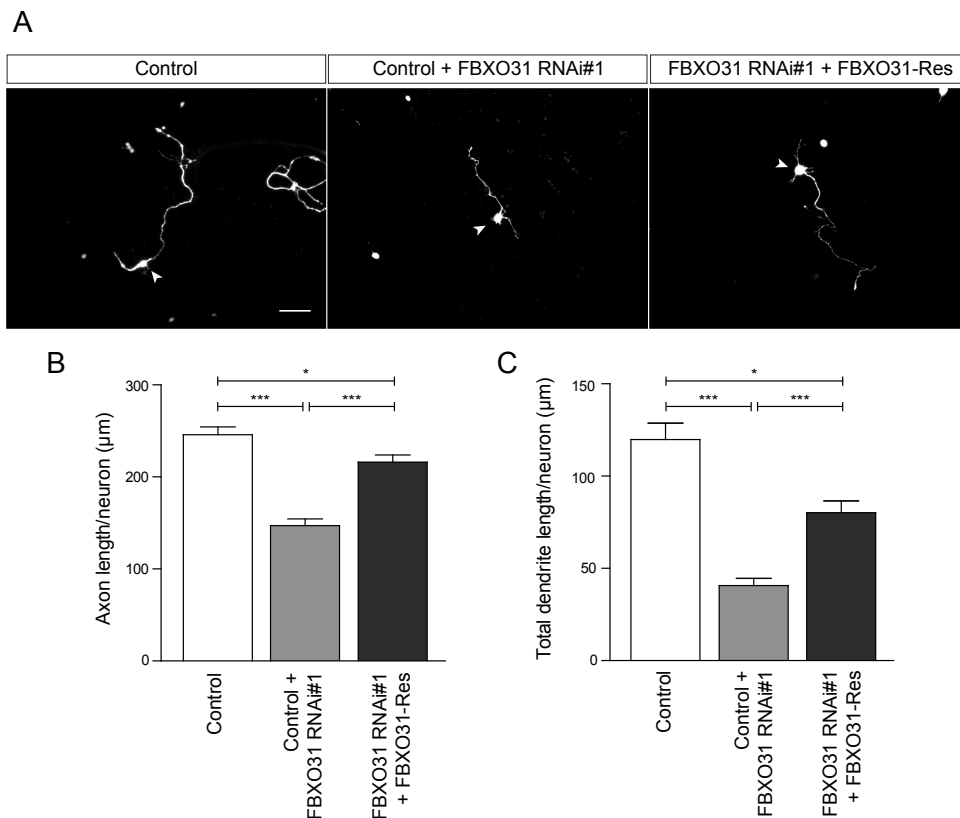 A
Control
Control + FBXO31 RNAi#1
FBXO31 RNAi#1 + FBXO31-Res
B
Axon length/neuron (µm)
300
200
100
0
*
***
***
Control
Control +
FBXO31 RNAi#1
FBXO31 RNAi#1
+ FBXO31-Res
C
Total dendrite length/neuron (µm)
150
100
50
0
*
***
***
Control
Control +
FBXO31 RNAi#1
FBXO31 RNAi#1
+ FBXO31-Res